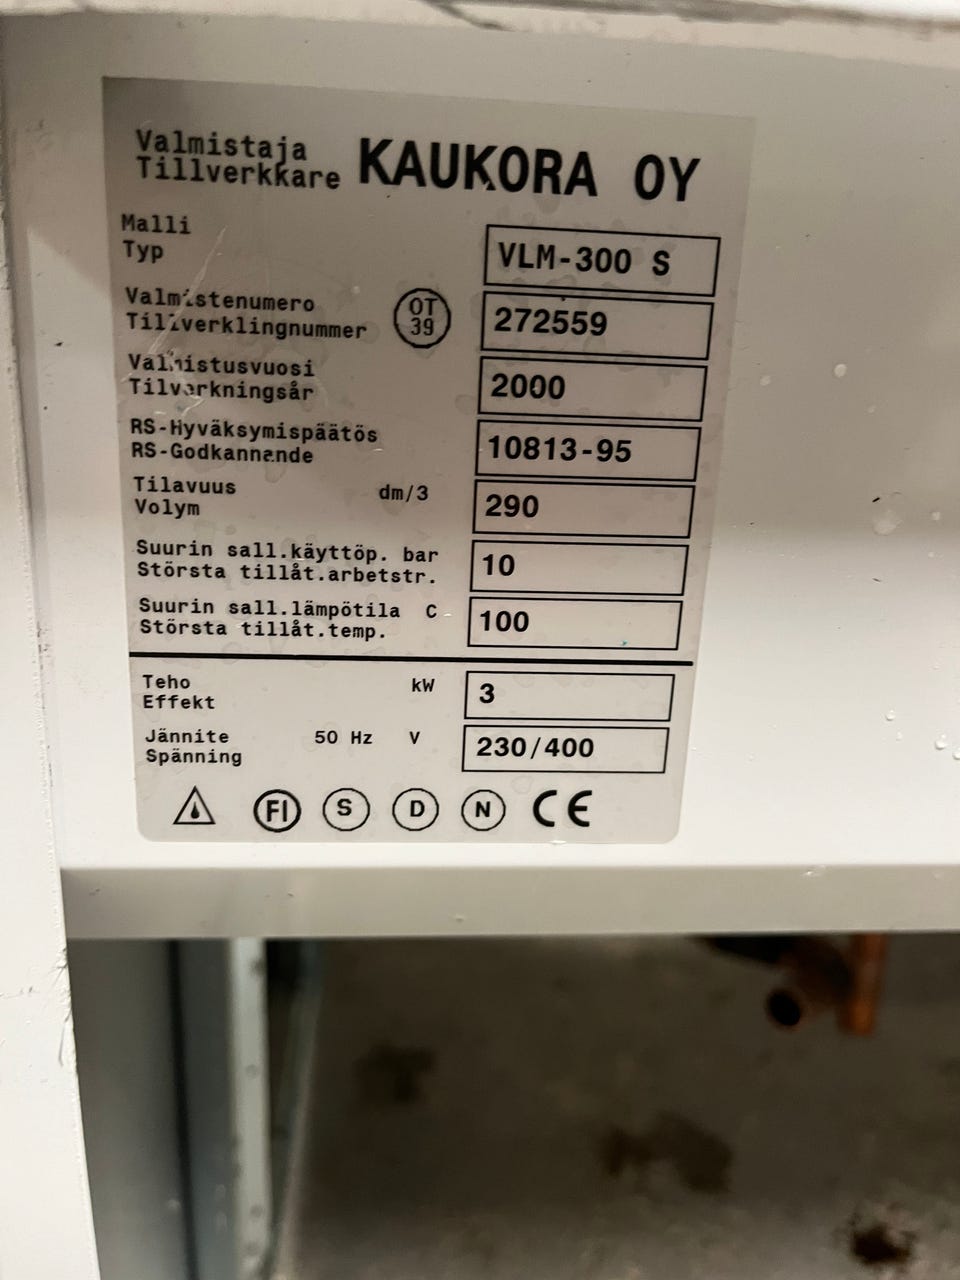 Valmistaja
Tillverkkare KAUKORA OY
Malli
Typ
VLM-300 S
Valmistenumero
Tillverklingnummer
OT
39
272559
Valmistusvuosi
Tilverkningsår
2000
RS-Hyväksymispäätös
RS-Godkannande
10813-95
Tilavuus dm/3
Volym
290
Suurin sall.käyttöp. bar
Största tillåt.arbetstr.
10
Suurin sall.lämpötila C
Största tillåt.temp.
100
Teho kW
Effekt
3
Jännite 50 Hz V
Spänning
230/400
FI S D N CE